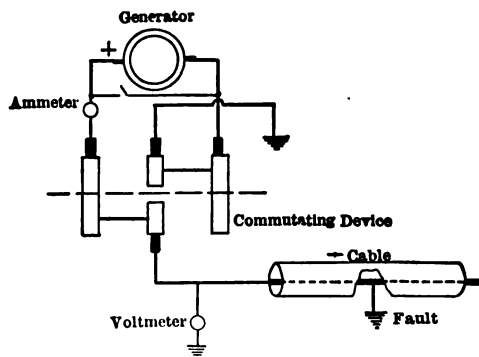 Generator
+
Ammeter
Commutating Device
Cable
Voltmeter
Fault